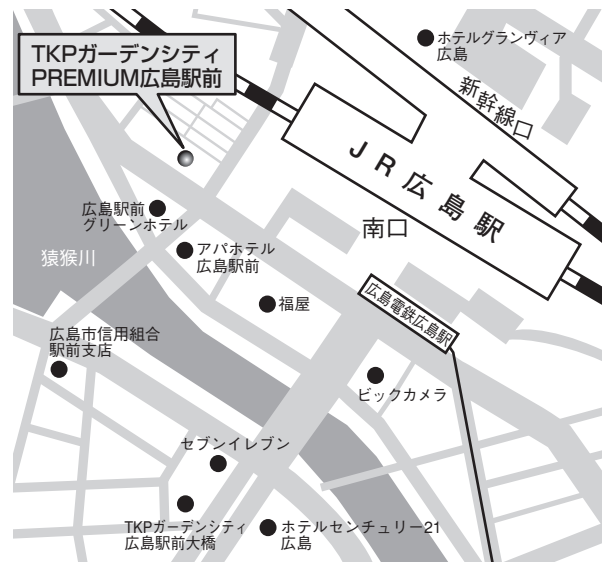 TKPガーデンシティ
PREMIUM広島駅前
ホテルグランヴィア
広島
新幹線口
JR広島駅
南口
広島駅前
グリーンホテル
猿猴川
アパホテル
広島駅前
福屋
広島電鉄広島駅
広島市信用組合
駅前支店
ビックカメラ
セブンイレブン
TKPガーデンシティ
広島駅前大橋
ホテルセンチュリー21
広島